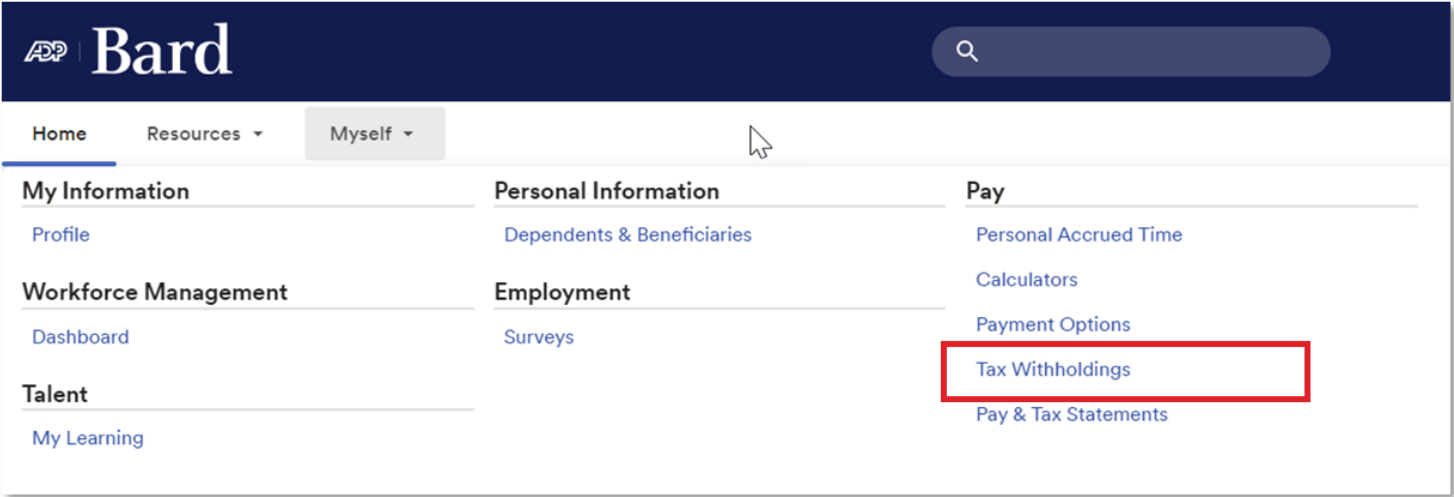 ADP Bard
Home Resources Myself
My Information
Profile
Workforce Management
Dashboard
Talent
My Learning
Personal Information
Dependents & Beneficiaries
Employment
Surveys
Pay
Personal Accrued Time
Calculators
Payment Options
Tax Withholdings
Pay & Tax Statements